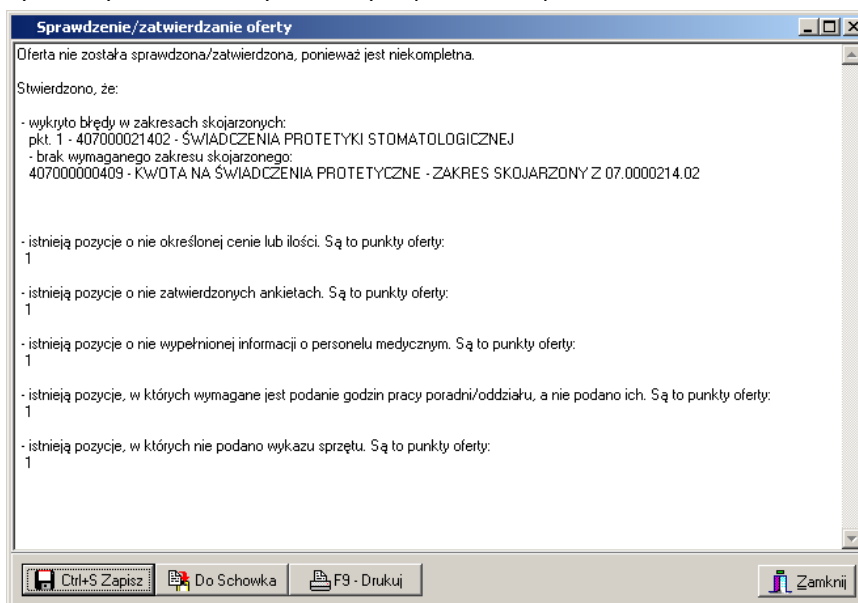 Sprawdzenie/zatwierdzanie oferty
Oferta nie została sprawdzona/zatwierdzona, ponieważ jest niekompletna.
Stwierdzono, że:
- wykryto błędy w zakresach skojarzonych:
pkt. 1 - 407000021402 - ŚWIADCZENIA PROTETYKI STOMATOLOGICZNEJ
- brak wymaganego zakresu skojarzonego:
407000000409 - KWOTA NA ŚWIADCZENIA PROTETYCZNE - ZAKRES SKOJARZONY Z 07.0000214.02
- istnieją pozycje o nie określonej cenie lub ilości. Są to punkty oferty:
1
- istnieją pozycje o nie zatwierdzonych ankietach. Są to punkty oferty:
1
- istnieją pozycje o nie wypełnionej informacji o personelu medycznym. Są to punkty oferty:
1
- istnieją pozycje, w których wymagane jest podanie godzin pracy poradni/oddziału, a nie podano ich. Są to punkty oferty:
1
- istnieją pozycje, w których nie podano wykazu sprzętu. Są to punkty oferty:
1
Ctrl+S Zapisz Do Schowka F9 - Drukuj Zamknij